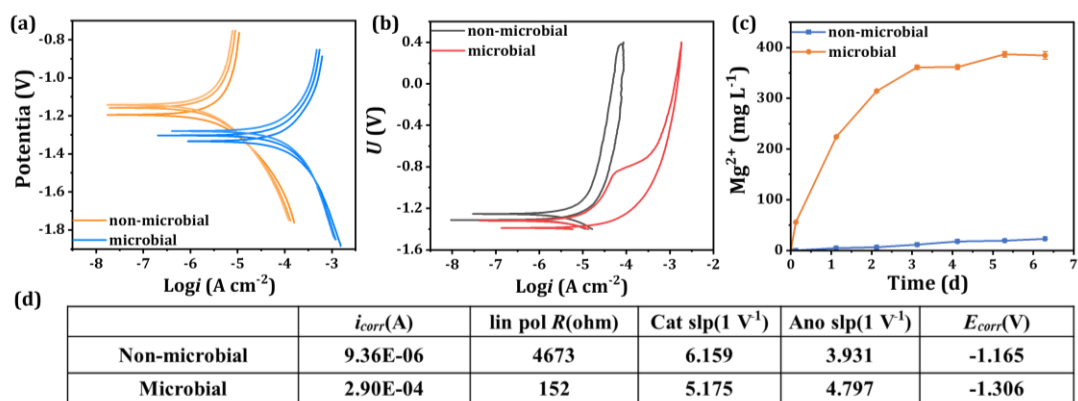 (a)
Potentia (V)
-0.8
-1.0
-1.2
-1.4
-1.6
-1.8
non-microbial
microbial
-8 -7 -6 -5 -4 -3
Logi (A cm-2)
(b)
U (V)
0.4
0.0
-0.4
-0.8
-1.2
-1.6
non-microbial
microbial
-8 -7 -6 -5 -4 -3 -2
Logi (A cm-2)
(c)
Mg2+ (mg L-1)
400
300
200
100
0
non-microbial
microbial
0 1 2 3 4 5 6 7
Time (d)
(d)
icorr(A) lin pol R(ohm) Cat slp(1 V-1) Ano slp(1 V-1) Ecorr(V)
Non-microbial 9.36E-06 4673 6.159 3.931 -1.165
Microbial 2.90E-04 152 5.175 4.797 -1.306